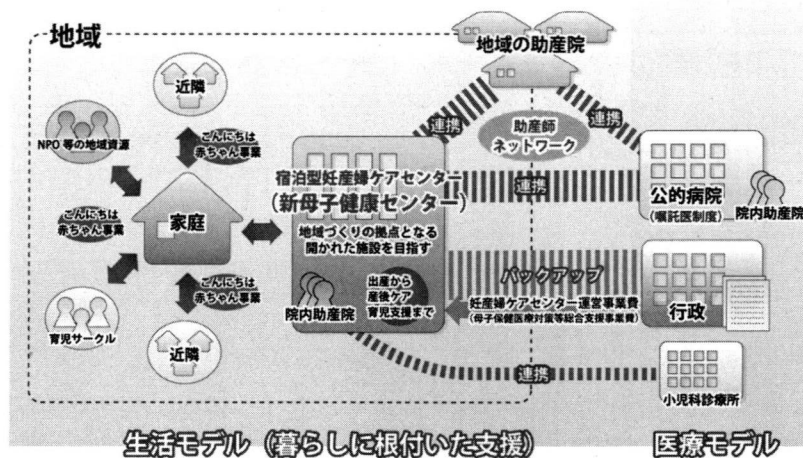 地域
地域の助産院
近隣
こんにちは
赤ちゃん事業
NPO等の地域資源
こんにちは
赤ちゃん事業
家庭
こんにちは
赤ちゃん事業
育児サークル
近隣
連携
助産師
ネットワーク
連携
宿泊型妊産婦ケアセンター
(新母子健康センター)
地域づくりの拠点となる
開かれた施設を目指す
院内助産院
出産から
産後ケア
育児支援まで
連携
公的病院
(嘱託医制度)
院内助産院
バックアップ
妊産婦ケアセンター運営事業費
(母子保健医療対策等総合支援事業費)
行政
連携
小児科診療所
生活モデル(暮らしに根付いた支援)
医療モデル